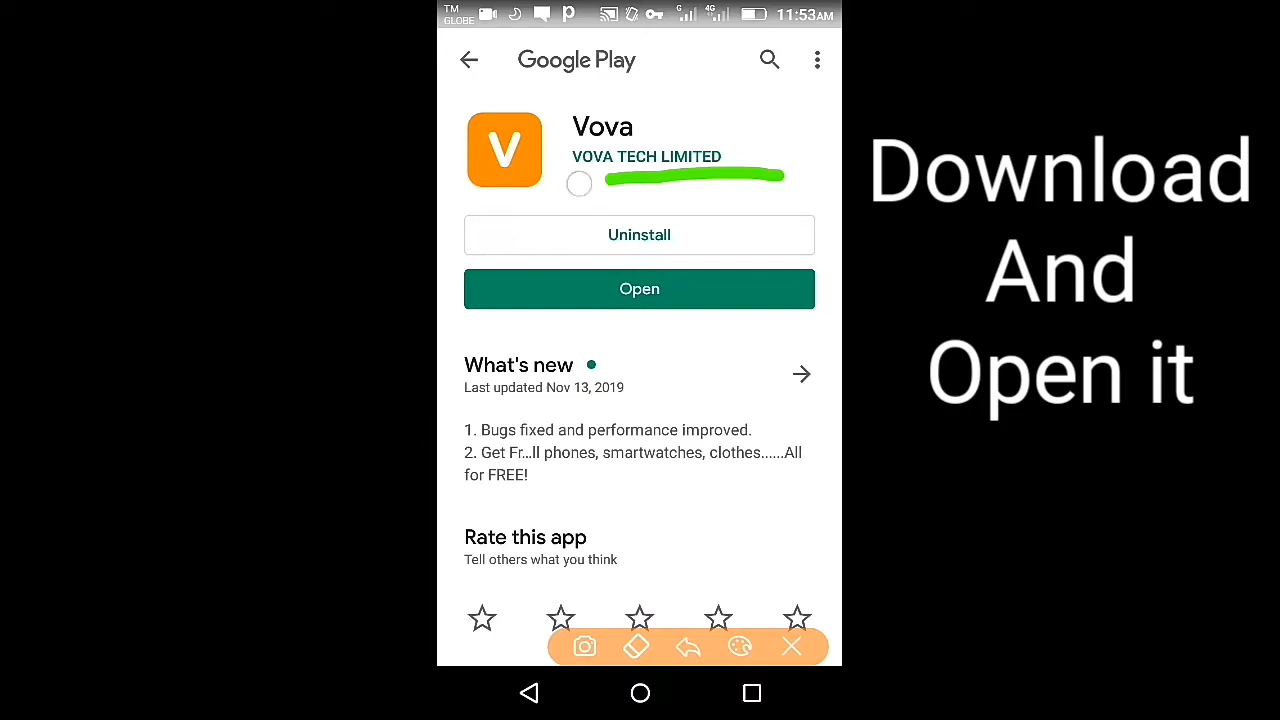 TM
GLOBE
G
4G
11:53AM
Google Play
V
Vova
VOVA TECH LIMITED
Uninstall
Open
What's new
Last updated Nov 13, 2019
1. Bugs fixed and performance improved.
2. Get Fr...ll phones, smartwatches, clothes......All
for FREE!
Rate this app
Tell others what you think
Download
And
Open it